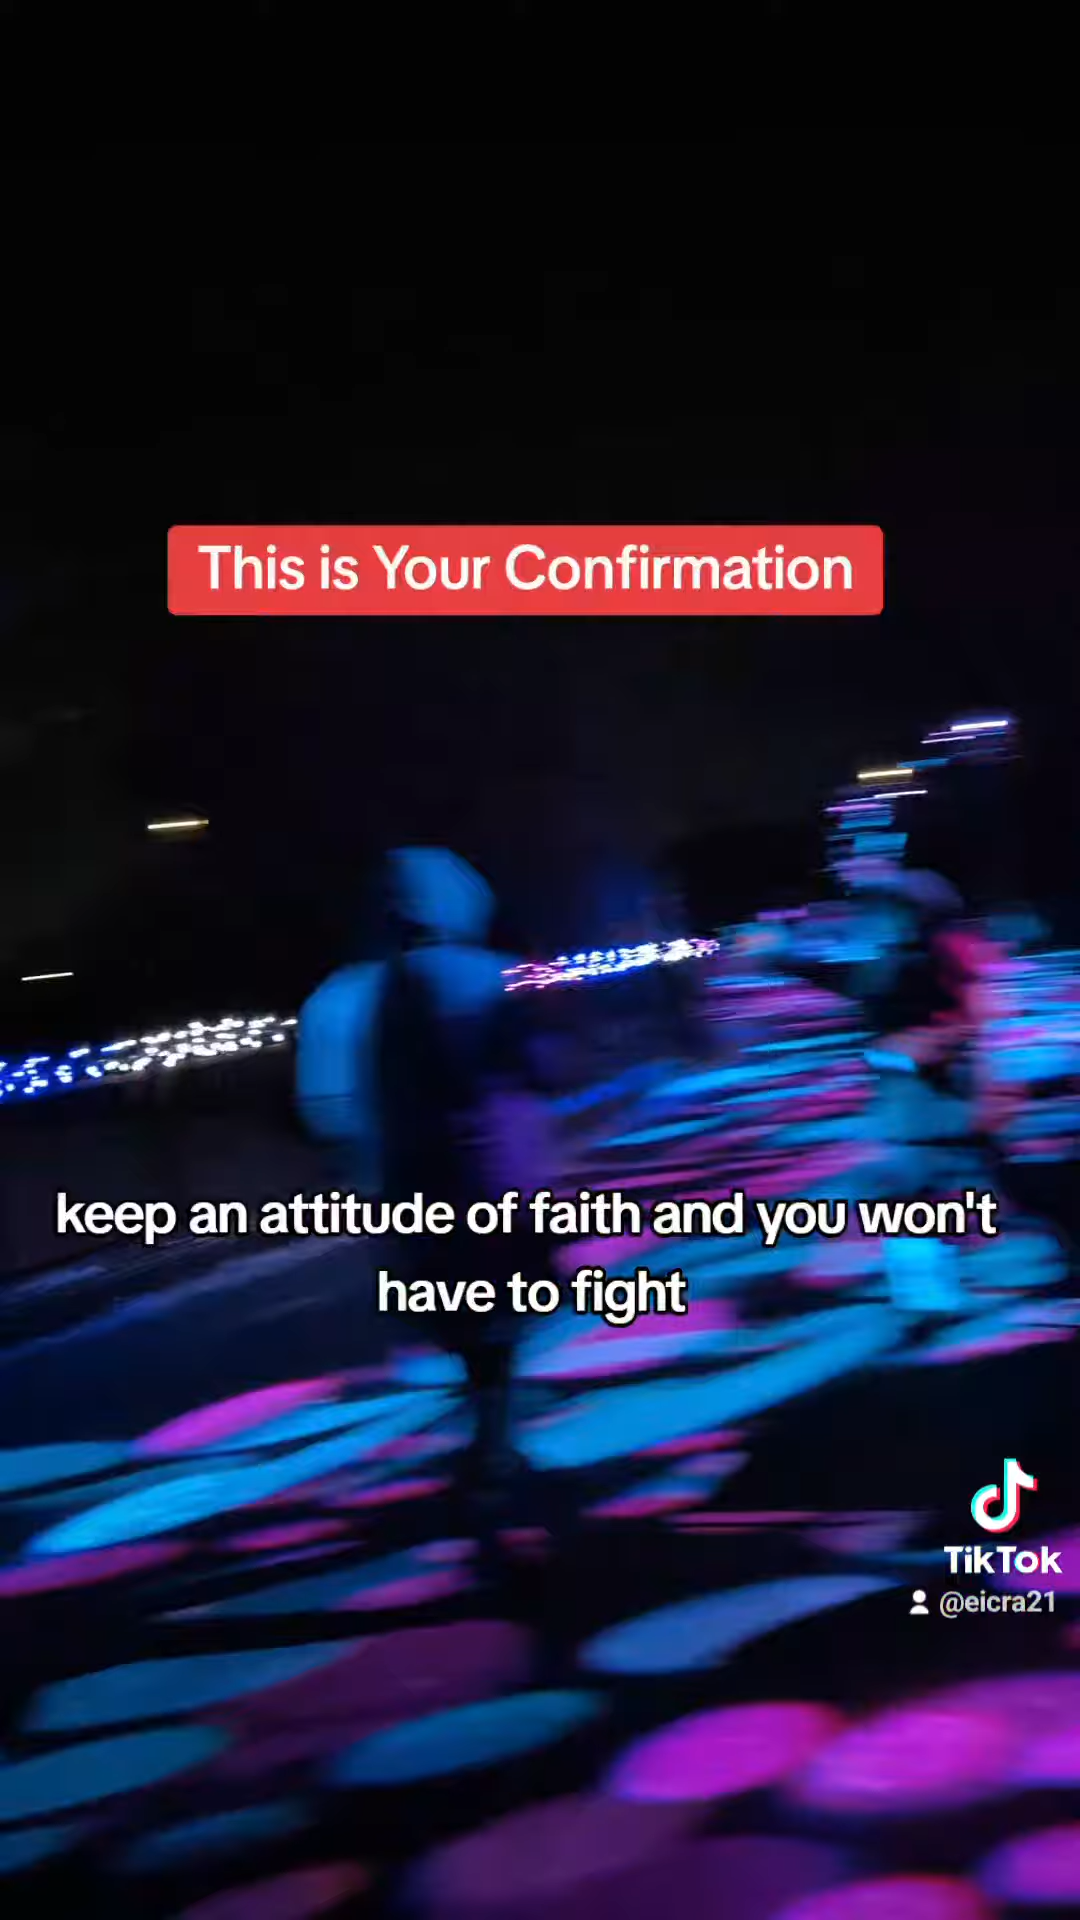 This is Your Confirmation
keep an attitude of faith and you won't
have to fight
TikTok
@eicra21